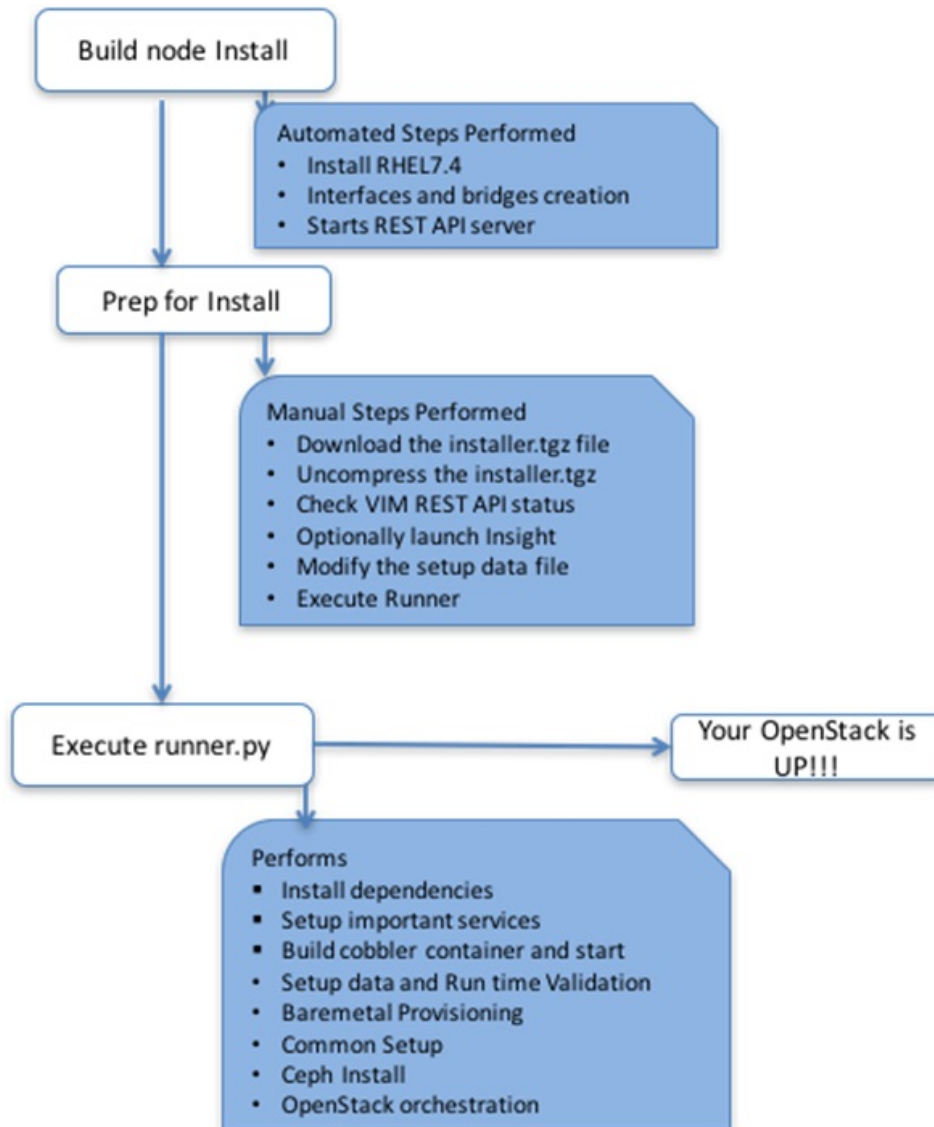 Build node Install
Automated Steps Performed
• Install RHEL7.4
• Interfaces and bridges creation
• Starts REST API server
Prep for Install
Manual Steps Performed
• Download the installer.tgz file
• Uncompress the installer.tgz
• Check VIM REST API status
• Optionally launch Insight
• Modify the setup data file
• Execute Runner
Execute runner.py
Your OpenStack is
UP!!!
Performs
▪ Install dependencies
▪ Setup important services
▪ Build cobbler container and start
• Setup data and Run time Validation
• Baremetal Provisioning
• Common Setup
• Ceph Install
• OpenStack orchestration